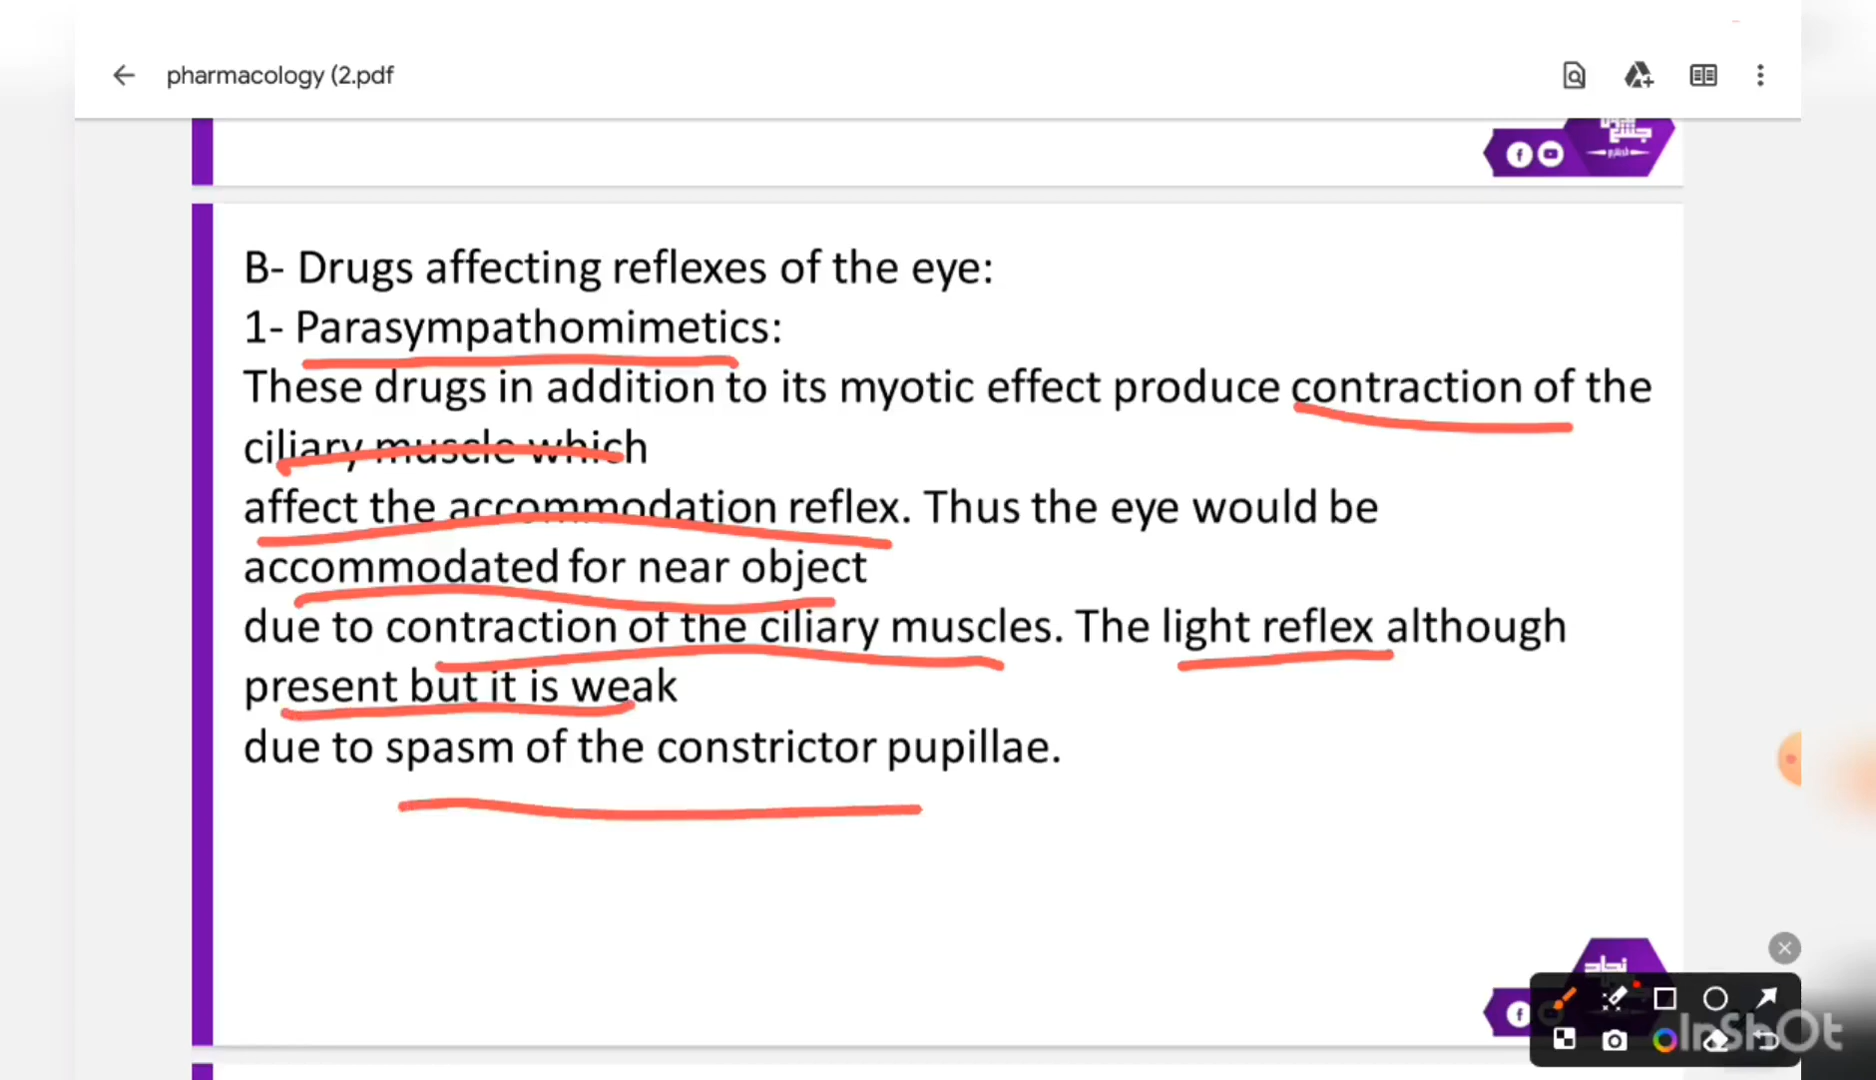 pharmacology (2.pdf
B- Drugs affecting reflexes of the eye:
1- Parasympathomimetics:
These drugs in addition to its myotic effect produce contraction of the
ciliary muscle which
affect the accommodation reflex. Thus the eye would be
accommodated for near object
due to contraction of the ciliary muscles. The light reflex although
present but it is weak
due to spasm of the constrictor pupillae.
InShOt